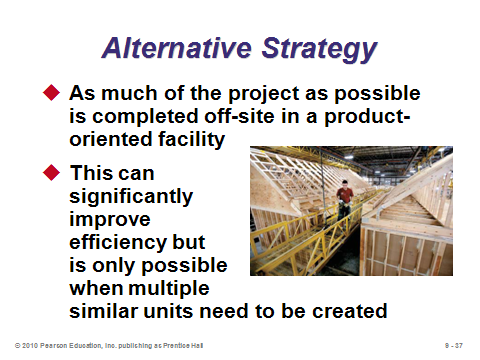 Alternative Strategy
As much of the project as possible
is completed off-site in a product-
oriented facility
This can
significantly
improve
efficiency but
is only possible
when multiple
similar units need to be created
© 2010 Pearson Education, Inc. publishing as Prentice Hall
9 - 37